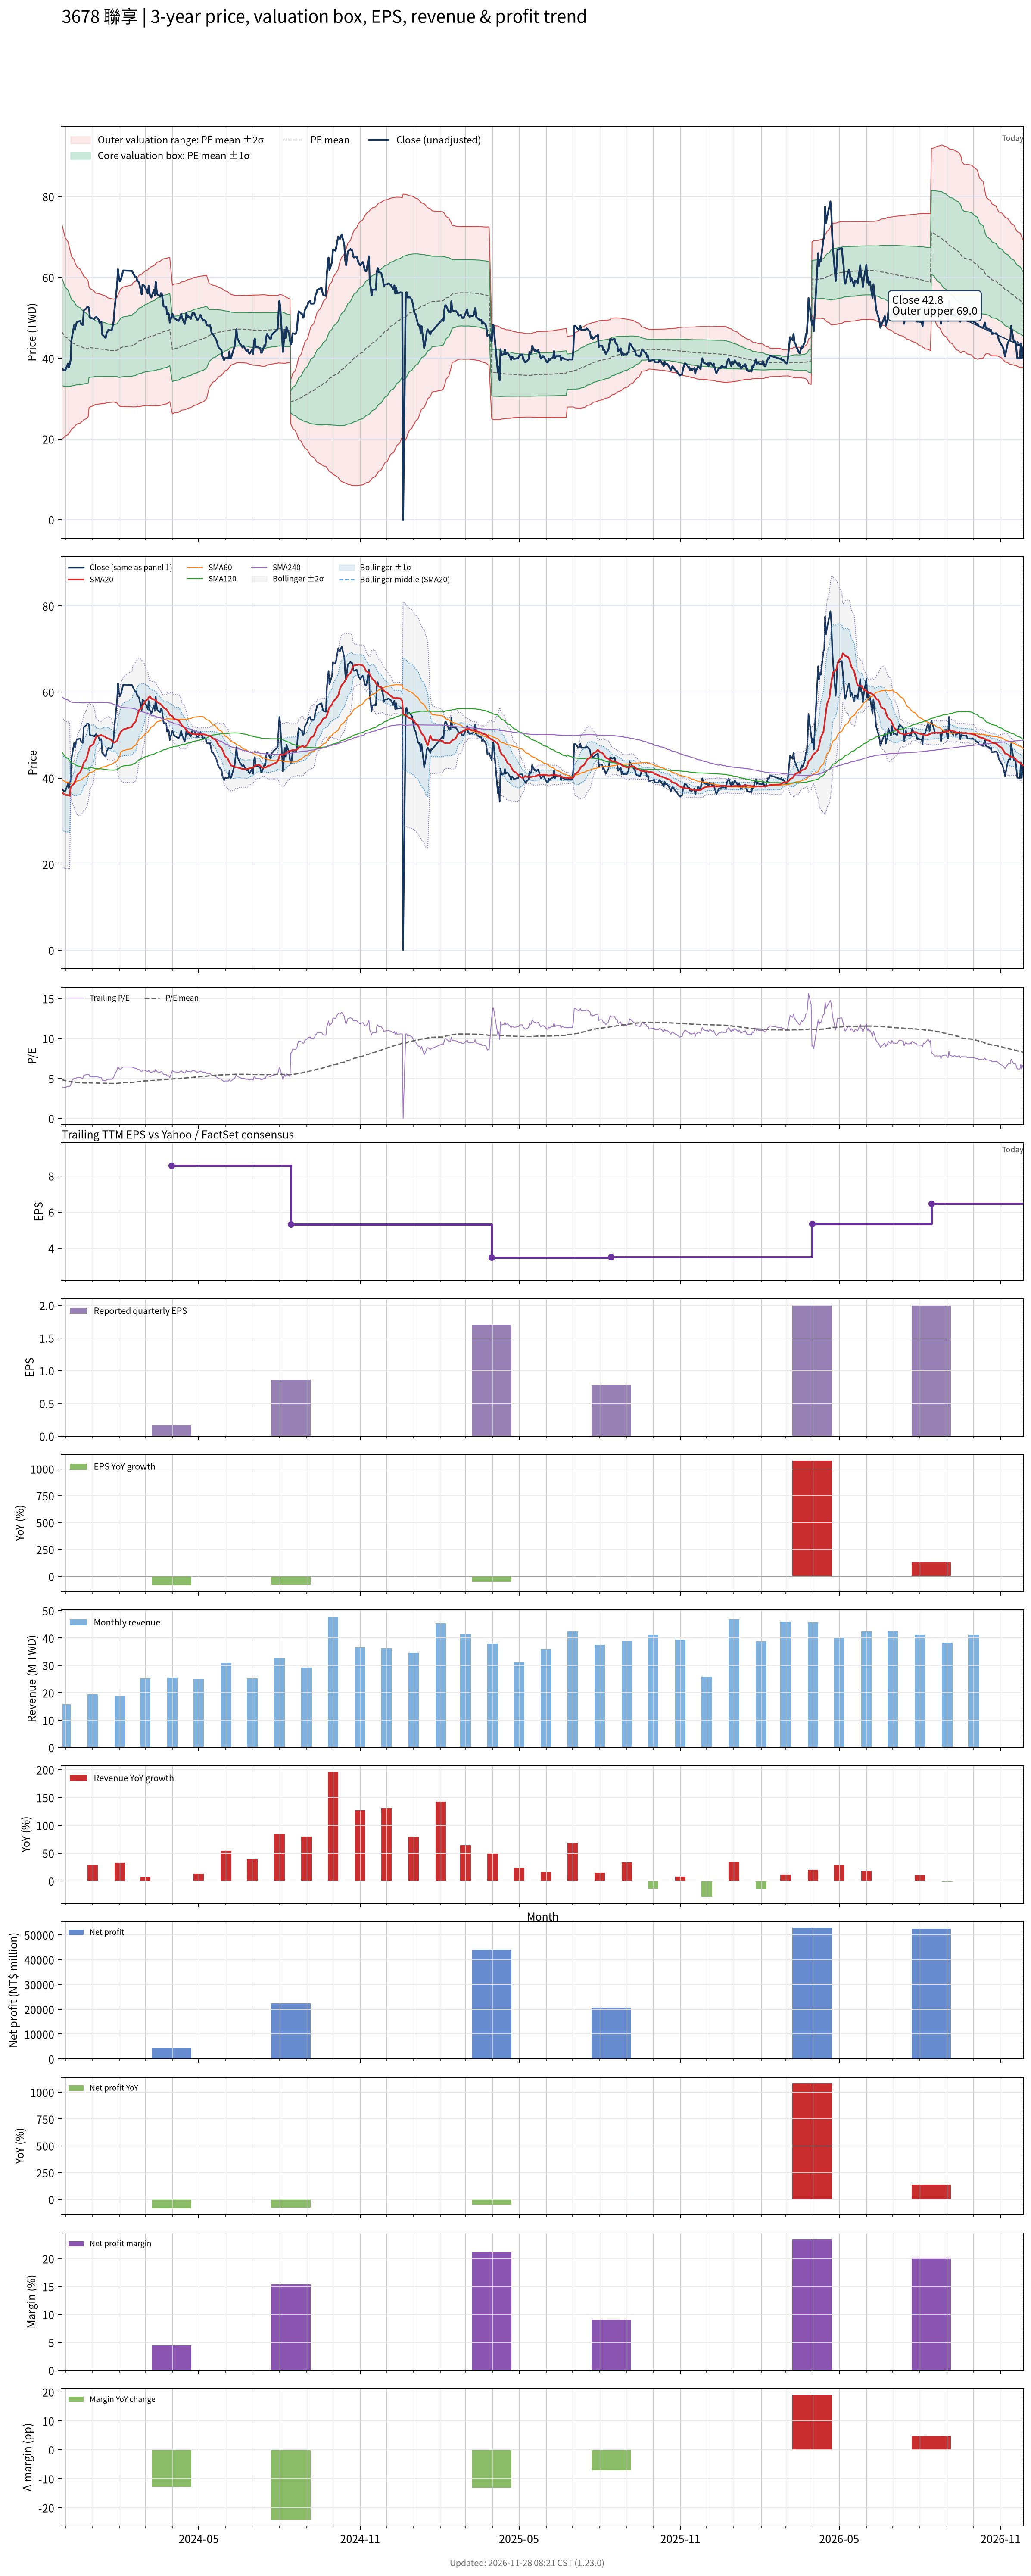 3678 聯享 | 3-year price, valuation box, EPS, revenue & profit trend
Outer valuation range: PE mean ±2σ
Core valuation box: PE mean ±1σ
PE mean
Close (unadjusted)
Today
Close 42.8
Outer upper 69.0
Price (TWD)
80
60
40
20
0
Close (same as panel 1)
SMA20
SMA60
SMA120
SMA240
Bollinger ±2σ
Bollinger ±1σ
Bollinger middle (SMA20)
Price
80
60
40
20
0
Trailing P/E
P/E mean
P/E
15
10
5
0
Trailing TTM EPS vs Yahoo / FactSet consensus
Today
EPS
8
6
4
Reported quarterly EPS
EPS
2.0
1.5
1.0
0.5
0.0
EPS YoY growth
YoY (%)
1000
750
500
250
0
Monthly revenue
Revenue (M TWD)
50
40
30
20
10
0
Revenue YoY growth
YoY (%)
200
150
100
50
0
Month
Net profit
Net profit (NT$ million)
50000
40000
30000
20000
10000
0
Net profit YoY
YoY (%)
1000
750
500
250
0
Net profit margin
Margin (%)
20
15
10
5
0
Margin YoY change
Δ margin (pp)
20
10
0
-10
-20
2024-05
2024-11
2025-05
2025-11
2026-05
2026-11
Updated: 2026-11-28 08:21 CST (1.23.0)